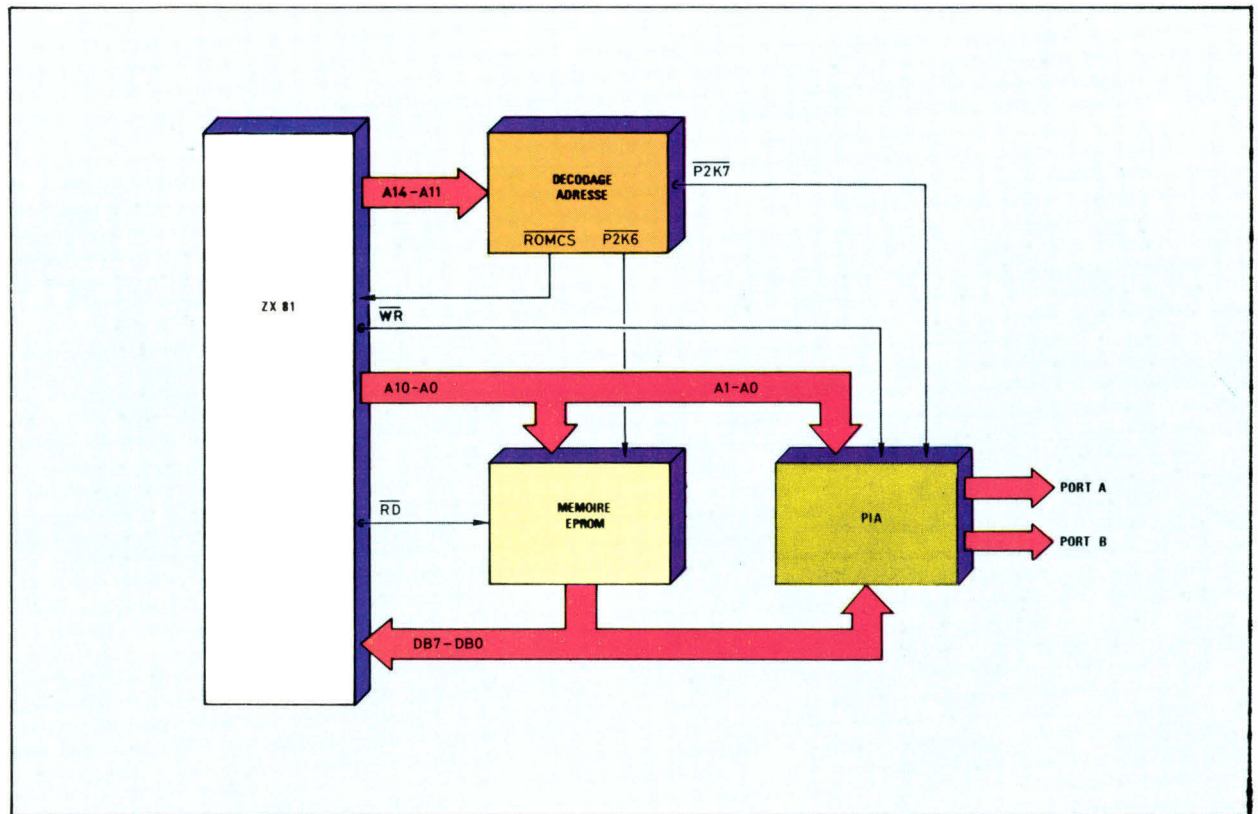 DECODAGE
ADRESSE
P2K7
A14-A11
ROMCS P2K6
ZX 81
WR
A10-A0 A1-A0
MEMOIRE
EPROM
PIA
PORT A
PORT B
RD
DB7-DB0